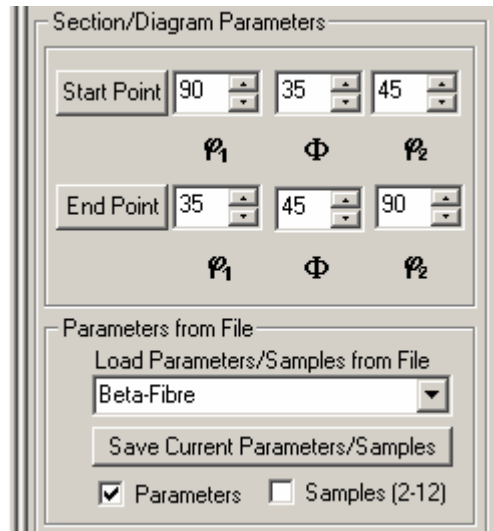 Section/Diagram Parameters
Start Point 90 35 45
φ₁ Φ φ₂
End Point 35 45 90
φ₁ Φ φ₂
Parameters from File
Load Parameters/Samples from File
Beta-Fibre
Save Current Parameters/Samples
Parameters Samples (2-12)